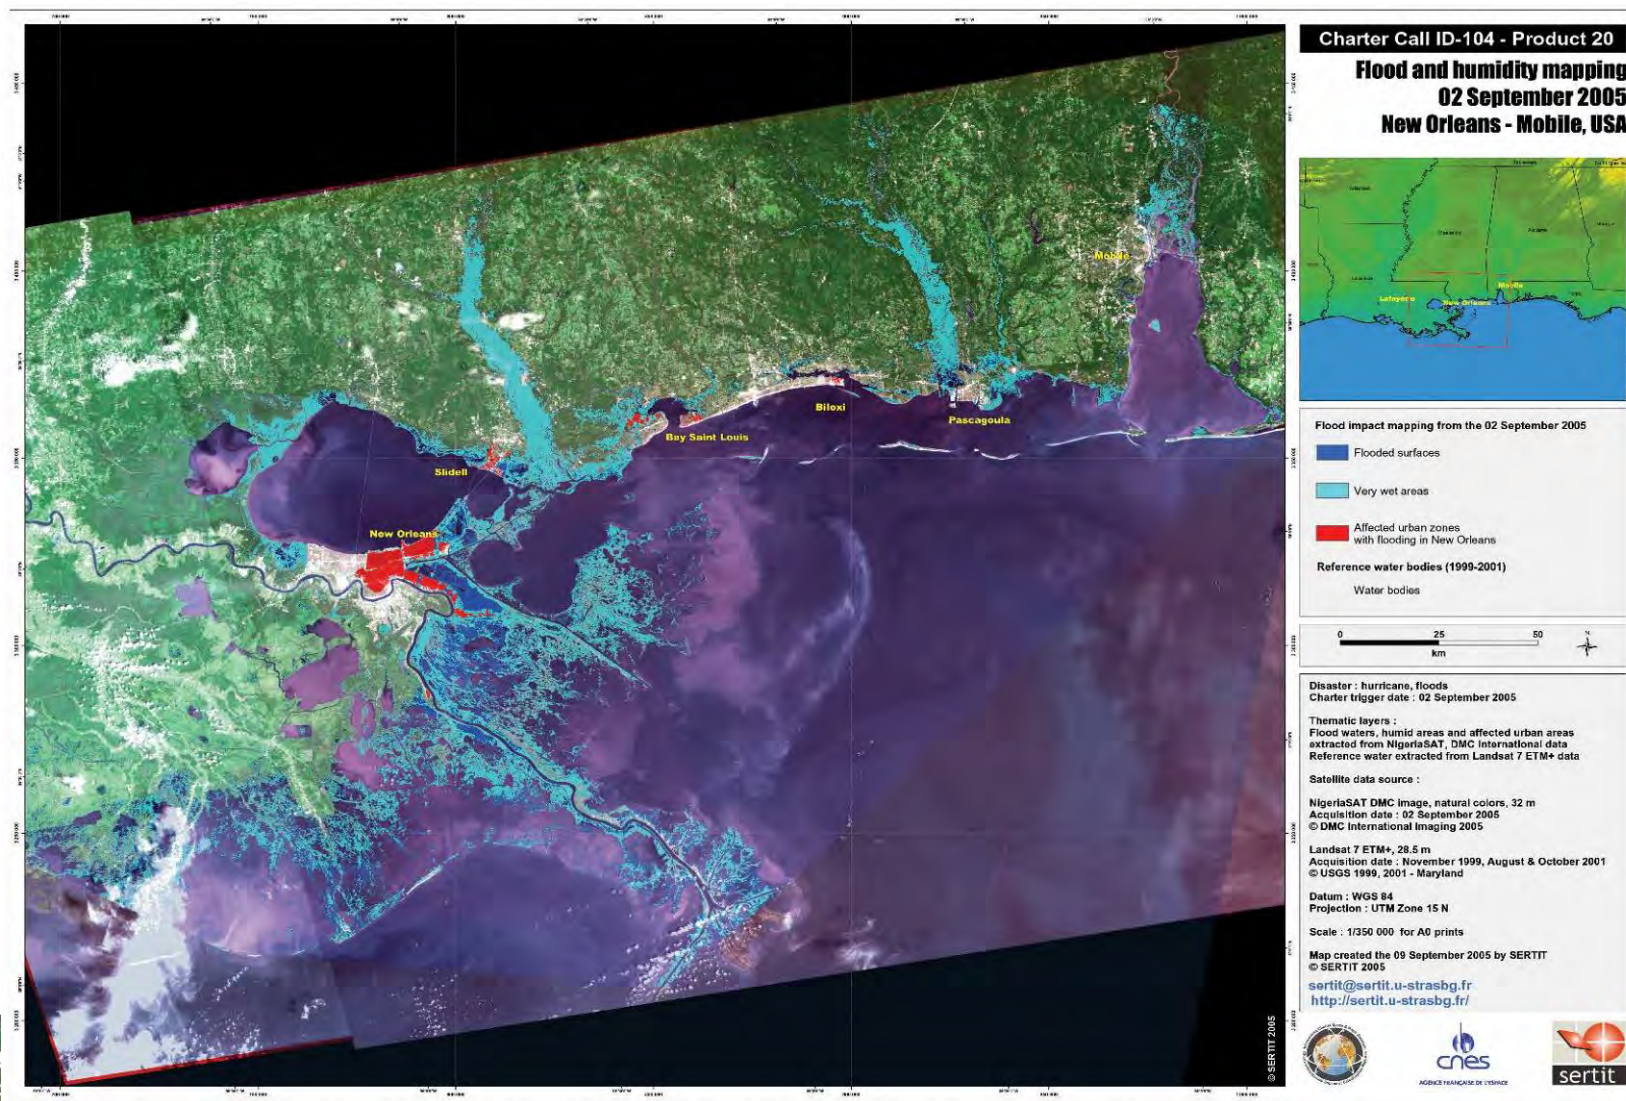 Charter Call ID-104 - Product 20
Flood and humidity mapping
02 September 2005
New Orleans - Mobile, USA
Mobile
Biloxi
Pascagoula
Bay Saint Louis
Slidell
New Orleans
Lafayette
New Orleans
Mobile
Flood impact mapping from the 02 September 2005
Flooded surfaces
Very wet areas
Affected urban zones
with flooding in New Orleans
Reference water bodies (1999-2001)
Water bodies
0 25 50
km
N
Disaster : hurricane, floods
Charter trigger date : 02 September 2005
Thematic layers :
Flood waters, humid areas and affected urban areas
extracted from NigeriaSAT, DMC International data
Reference water extracted from Landsat 7 ETM+ data
Satellite data source :
NigeriaSAT DMC image, natural colors, 32 m
Acquisition date : 02 September 2005
© DMC International Imaging 2005
Landsat 7 ETM+, 28.5 m
Acquisition date : November 1999, August & October 2001
© USGS 1999, 2001 - Maryland
Datum : WGS 84
Projection : UTM Zone 15 N
Scale : 1/350 000 for A0 prints
Map created the 09 September 2005 by SERTIT
© SERTIT 2005
sertit@sertit.u-strasbg.fr
http://sertit.u-strasbg.fr/
© SERTIT 2005
cnes
AGENCE FRANÇAISE DE L'ESPACE
sertit